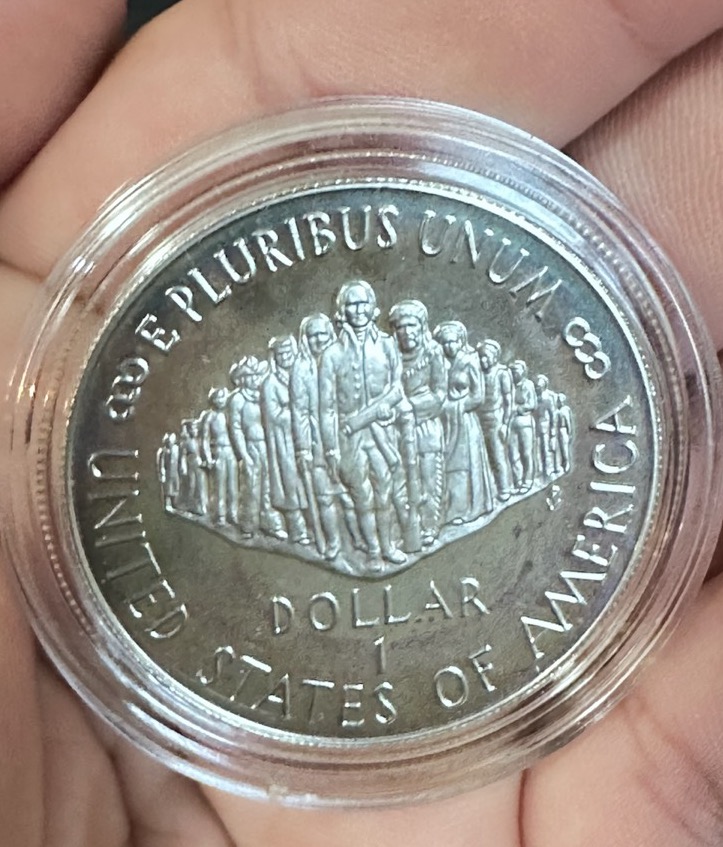 E PLURIBUS UNUM
DOLLAR
1
UNITED STATES OF AMERICA